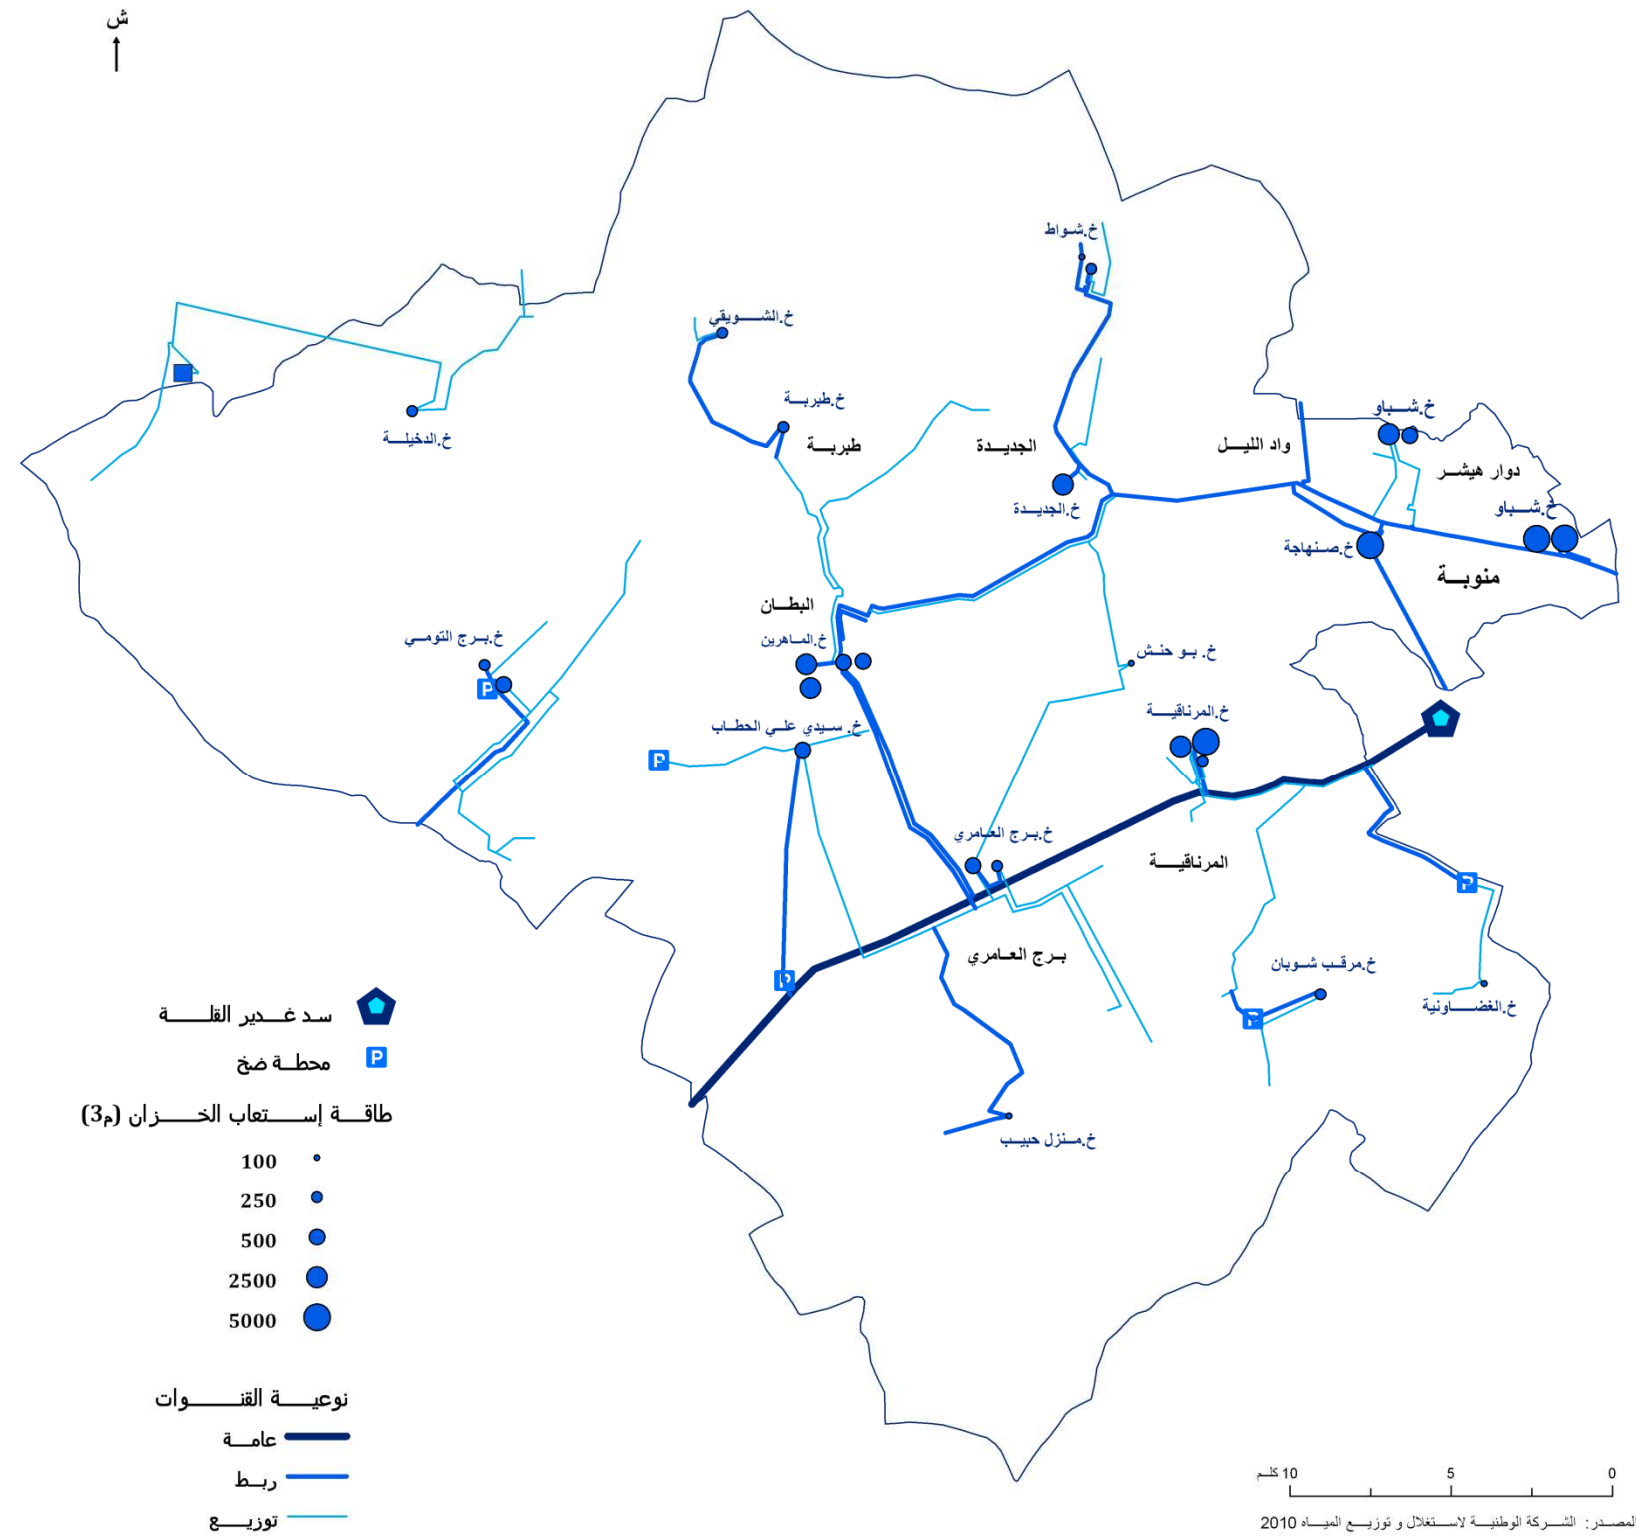 ش
خ.شواط
خ.الشويقي
خ.طبربة
خ.شباو
خ.الدخيلة
طبربة
الجديدة
واد الليل
دوار هيشر
خ.الجديدة
خ.شباو
خ.صنهاجة
منوبة
البطان
خ.الماهرين
خ.برج التومي
خ. بو حنش
خ.المرناقية
خ. سيدي علي الحطاب
خ.برج العامري
المرناقية
برج العامري
خ.مرقب شوبان
خ.الغضاونية
خ.منزل حبيب
سد غدير القلة
محطة ضخ
P
طاقة إستعاب الخزان (م3)
100
250
500
2500
5000
نوعية القنوات
عامة
ربط
توزيع
10 كلم 5 0
المصدر: الشركة الوطنية لاستغلال و توزيع المياه 2010